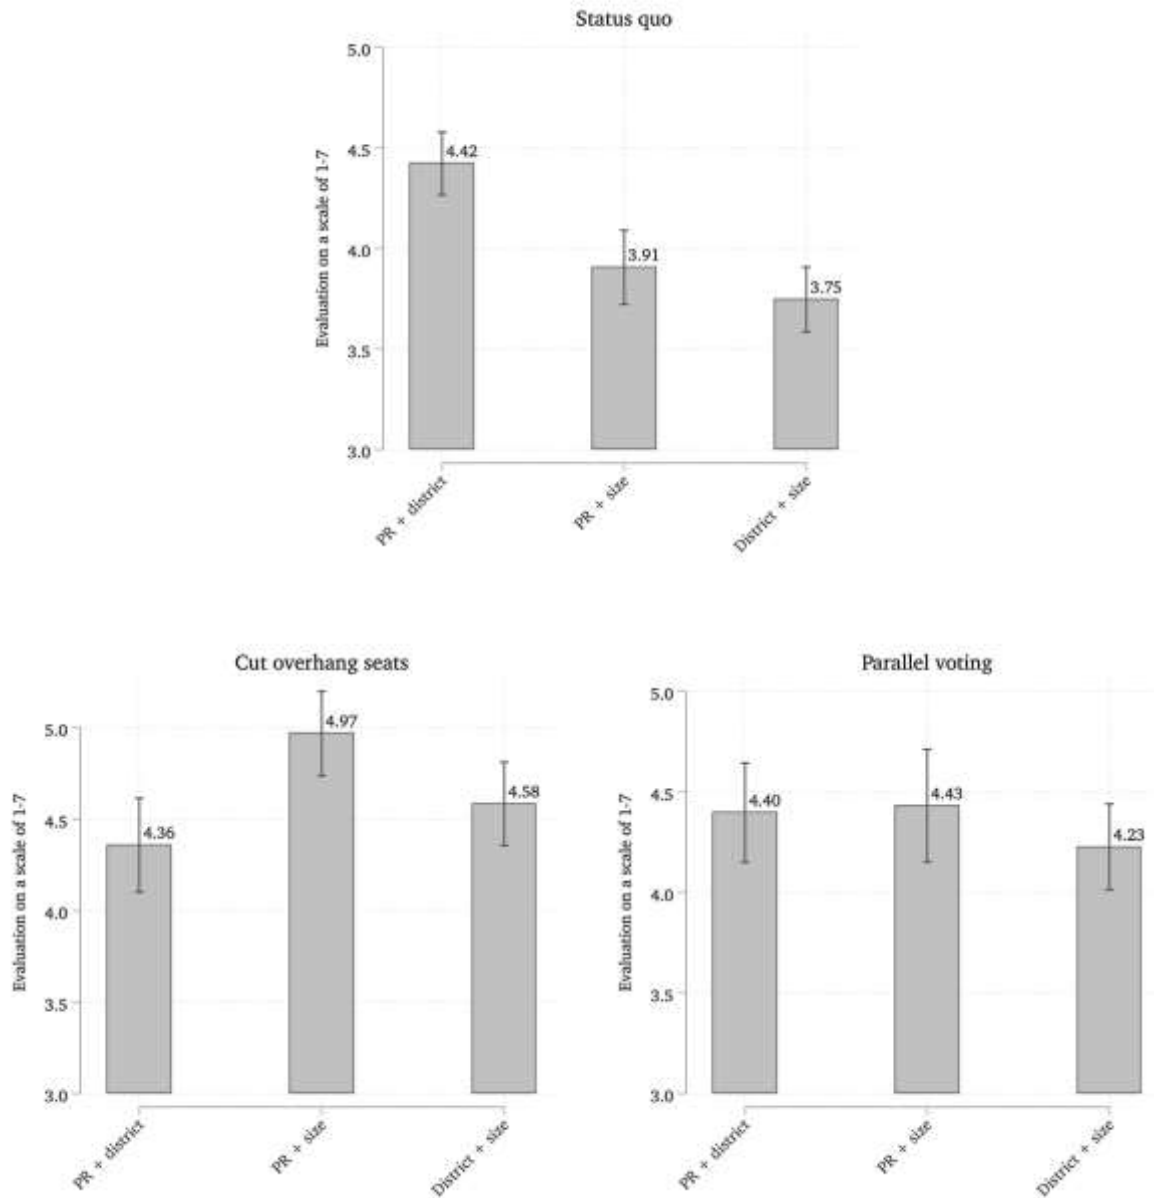 Status quo
Evaluation on a scale of 1-7
5.0
4.5
4.0
3.5
3.0
4.42
3.91
3.75
PR + district
PR + size
District + size
Cut overhang seats
Evaluation on a scale of 1-7
5.0
4.5
4.0
3.5
3.0
4.36
4.97
4.58
PR + district
PR + size
District + size
Parallel voting
Evaluation on a scale of 1-7
5.0
4.5
4.0
3.5
3.0
4.40
4.43
4.23
PR + district
PR + size
District + size